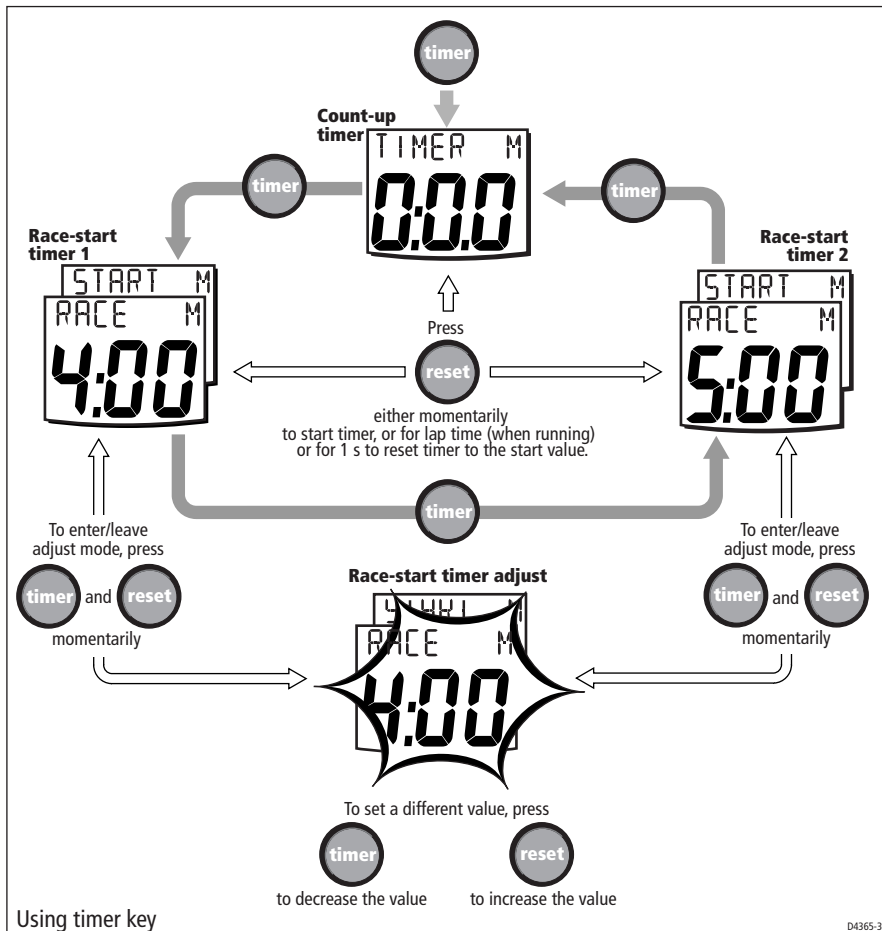 timer
Count-up
timer
TIMER M
0:0.0
timer
timer
Race-start
timer 1
START M
RACE M
4:00
Race-start
timer 2
START M
RACE M
5:00
Press
reset
either momentarily
to start timer, or for lap time (when running)
or for 1 s to reset timer to the start value.
timer
To enter/leave
adjust mode, press
timer and reset
momentarily
To enter/leave
adjust mode, press
timer and reset
momentarily
Race-start timer adjust
START M
RACE M
4:00
To set a different value, press
timer
to decrease the value
reset
to increase the value
Using timer key
D4365-3